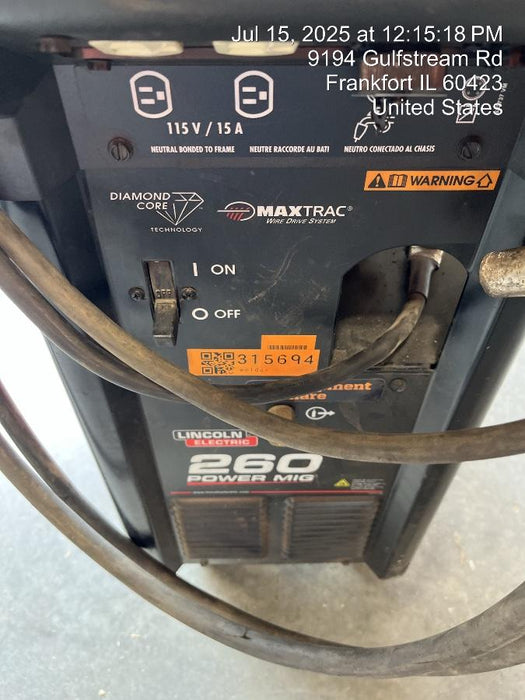 Jul 15, 2025 at 12:15:18 PM
9194 Gulfstream Rd
Frankfort IL 60423
United States
115 V / 15 A
NEUTRAL BONDED TO FRAME NEUTRE RACCORDE AU BATI NEUTRO CONECTADO AL CHASIS
WARNING
DIAMOND
CORE
TECHNOLOGY
MAXTRAC®
WIRE DRIVE SYSTEM
I ON
OFF
O OFF
315694
welder
LINCOLN
ELECTRIC
260
POWER MIG